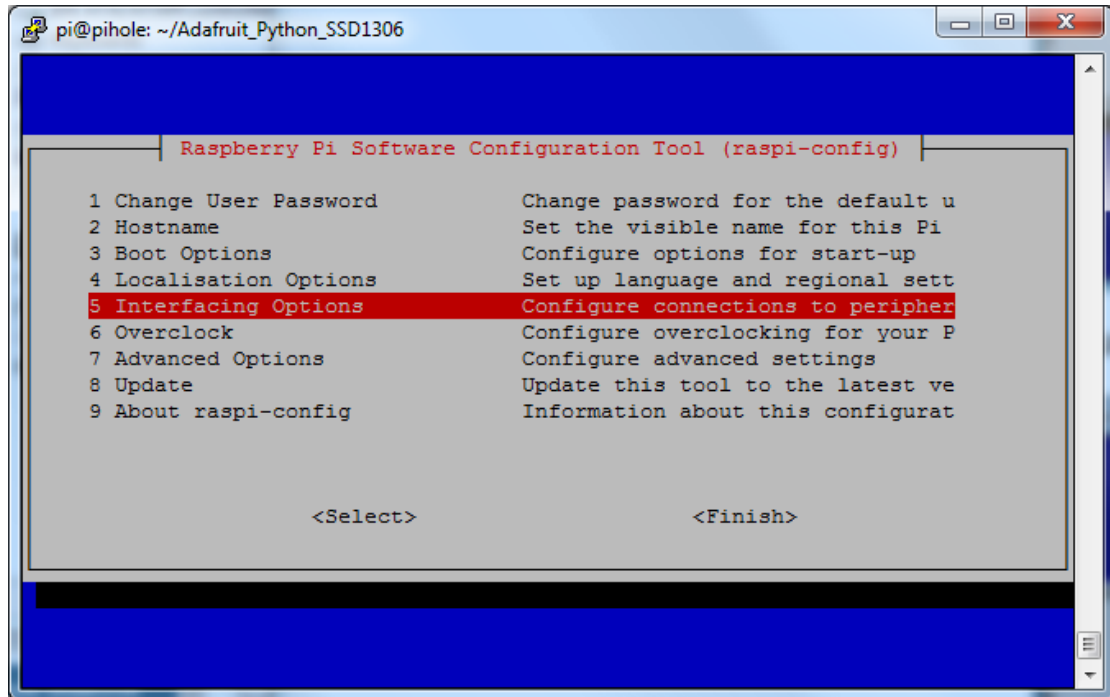 pi@pihole: ~/Adafruit_Python_SSD1306
Raspberry Pi Software Configuration Tool (raspi-config)
1 Change User Password Change password for the default u
2 Hostname Set the visible name for this Pi
3 Boot Options Configure options for start-up
4 Localisation Options Set up language and regional sett
5 Interfacing Options Configure connections to peripher
6 Overclock Configure overclocking for your P
7 Advanced Options Configure advanced settings
8 Update Update this tool to the latest ve
9 About raspi-config Information about this configurat
<Select> <Finish>